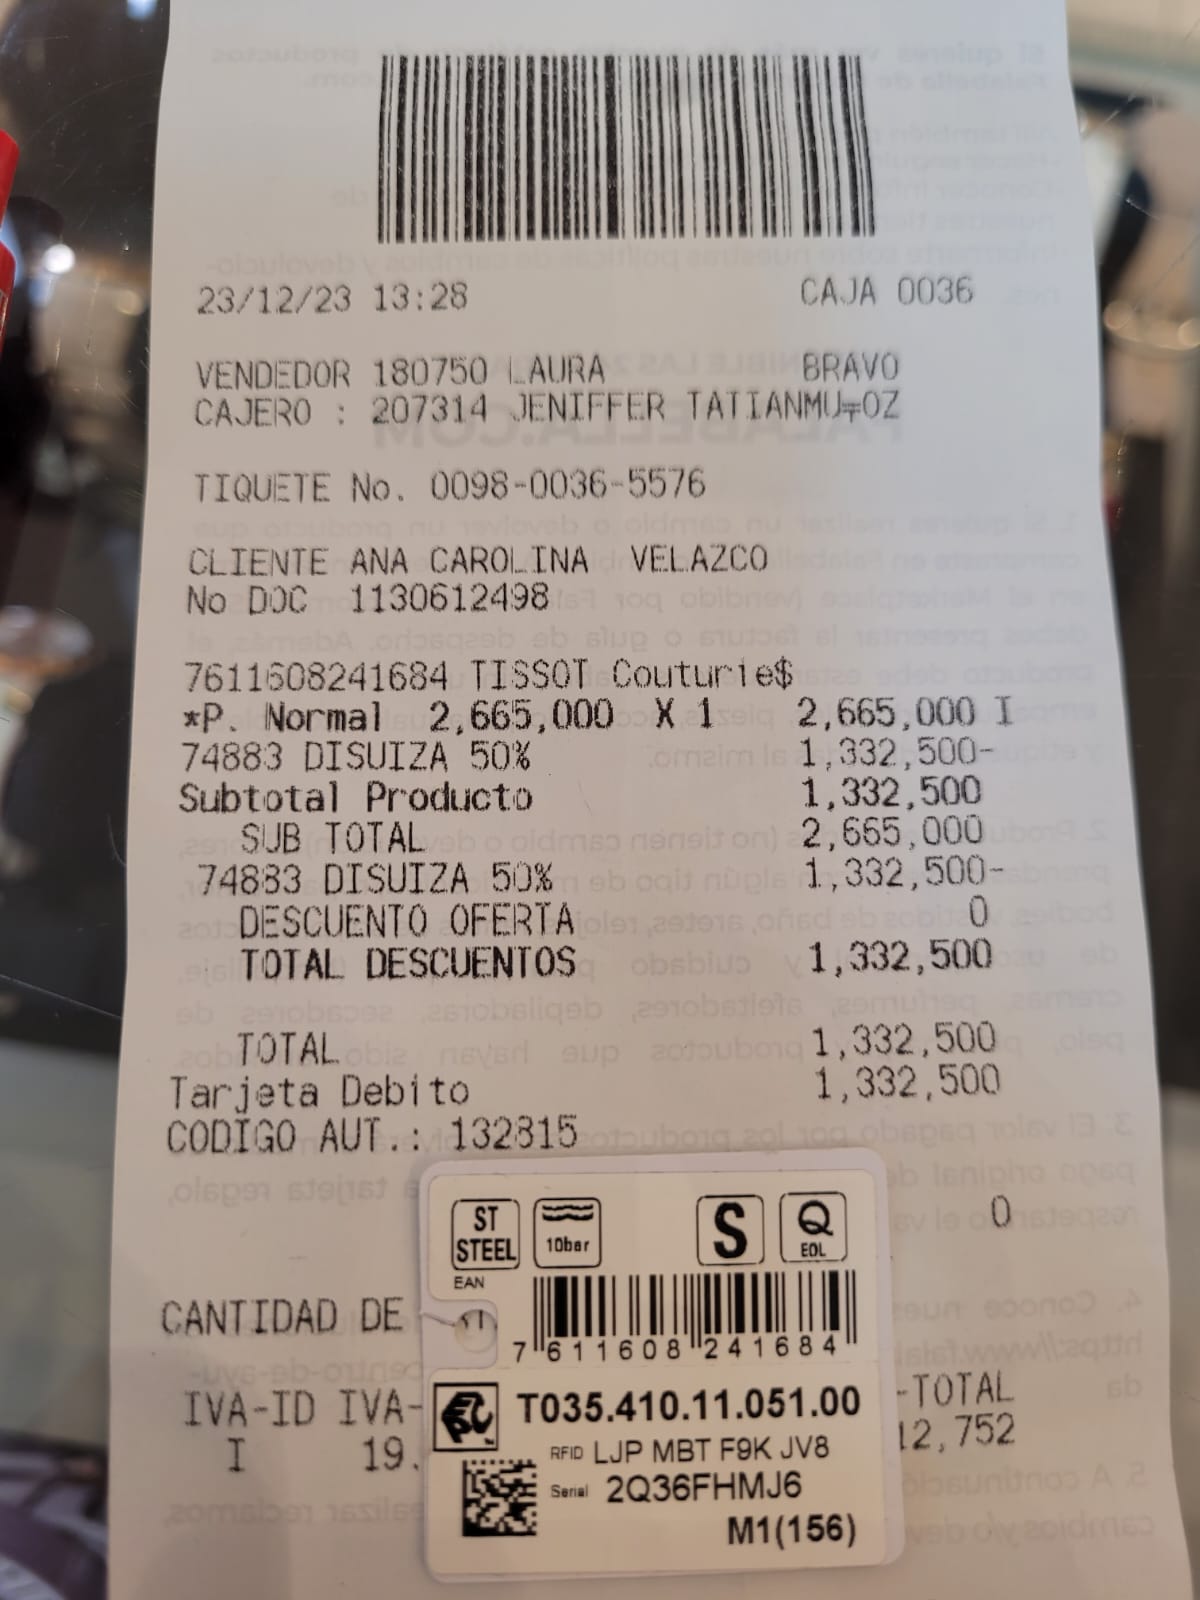 23/12/23 13:28 CAJA 0036
VENDEDOR 180750 LAURA BRAVO
CAJERO : 207314 JENIFFER TATIANMU╤OZ
TIQUETE No. 0098-0036-5576
CLIENTE ANA CAROLINA VELAZCO
No DOC 1130612498
7611608241684 TISSOT Couturie$
*P. Normal 2,665,000 X 1 2,665,000 I
74883 DISUIZA 50% 1,332,500-
Subtotal Producto 1,332,500
SUB TOTAL 2,665,000
74883 DISUIZA 50% 1,332,500-
DESCUENTO OFERTA 0
TOTAL DESCUENTOS 1,332,500
TOTAL 1,332,500
Tarjeta Debito 1,332,500
CODIGO AUT.: 132815
0
ST STEEL 10bar S Q EOL
EAN
7 611608 241684
CANTIDAD DE
T035.410.11.051.00
IVA-ID IVA- -TOTAL
RFID LJP MBT F9K JV8
I 19. 12,752
Serial 2Q36FHMJ6
M1(156)